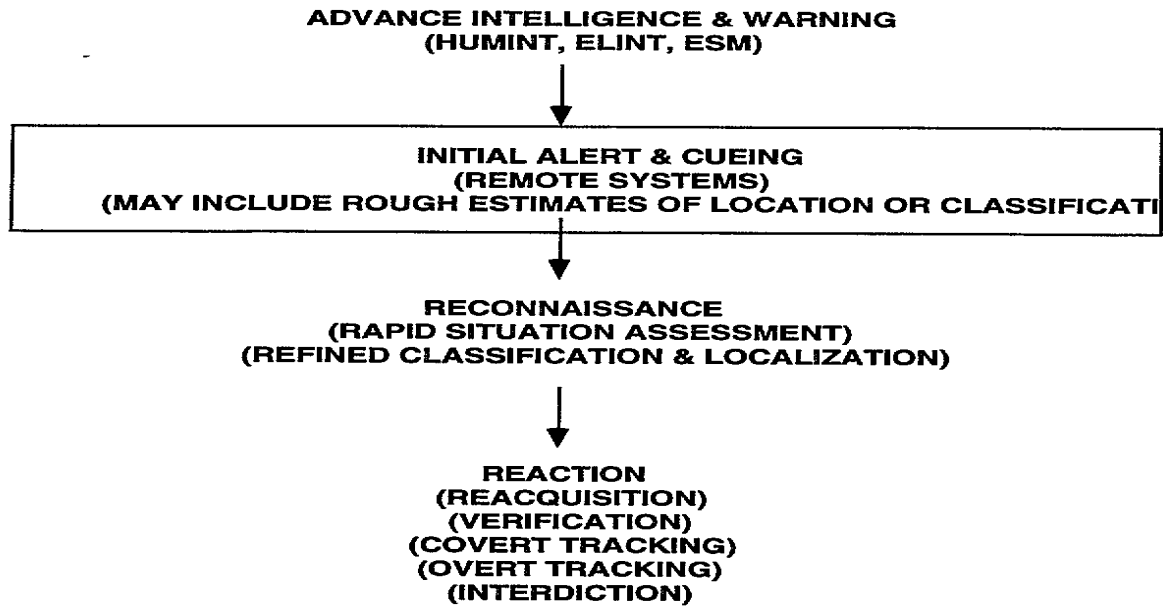 ADVANCE INTELLIGENCE & WARNING
(HUMINT, ELINT, ESM)
INITIAL ALERT & CUEING
(REMOTE SYSTEMS)
(MAY INCLUDE ROUGH ESTIMATES OF LOCATION OR CLASSIFICATI
RECONNAISSANCE
(RAPID SITUATION ASSESSMENT)
(REFINED CLASSIFICATION & LOCALIZATION)
REACTION
(REACQUISITION)
(VERIFICATION)
(COVERT TRACKING)
(OVERT TRACKING)
(INTERDICTION)